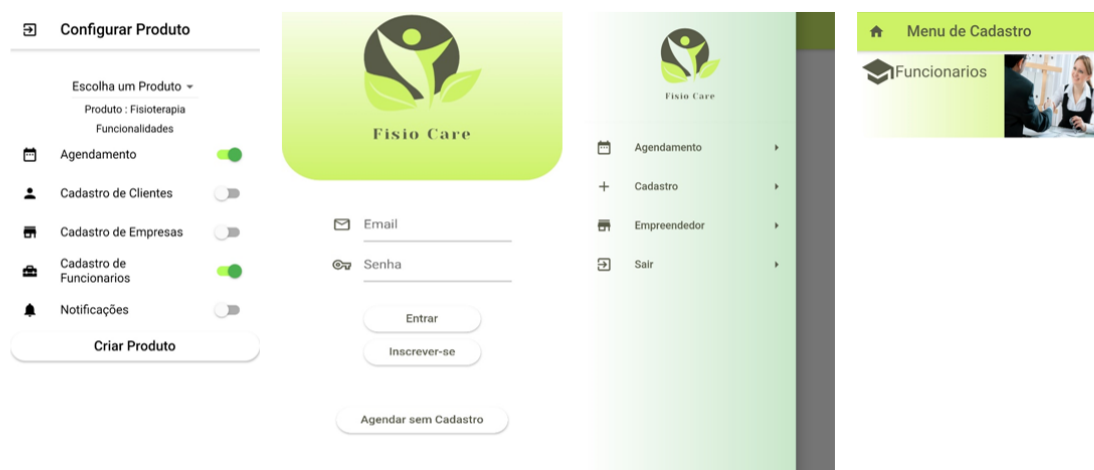 Configurar Produto
Escolha um Produto
Produto : Fisioterapia
Funcionalidades
Agendamento
Cadastro de Clientes
Cadastro de Empresas
Cadastro de
Funcionarios
Notificações
Criar Produto
Fisio Care
Email
Senha
Entrar
Inscrever-se
Agendar sem Cadastro
Fisio Care
Agendamento
Cadastro
Empreendedor
Sair
Menu de Cadastro
Funcionarios